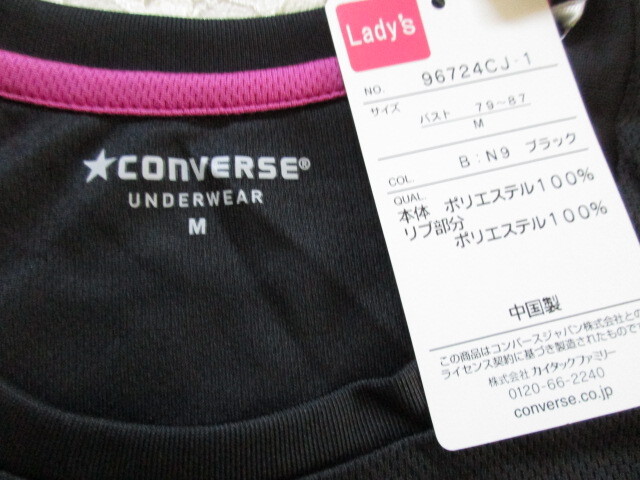 ★CONVERSE®
UNDERWEAR
M
Lady's
NO. 96724CJ-1
サイズ バスト 79~87
M
COL. B:N9 ブラック
QUAL.
本体 ポリエステル100%
リブ部分
ポリエステル100%
中国製
この商品はコンバースジャパン株式会社との
ライセンス契約に基づき製造されたもので
株式会社カイタックファミリー
0120-66-2240
converse.co.jp